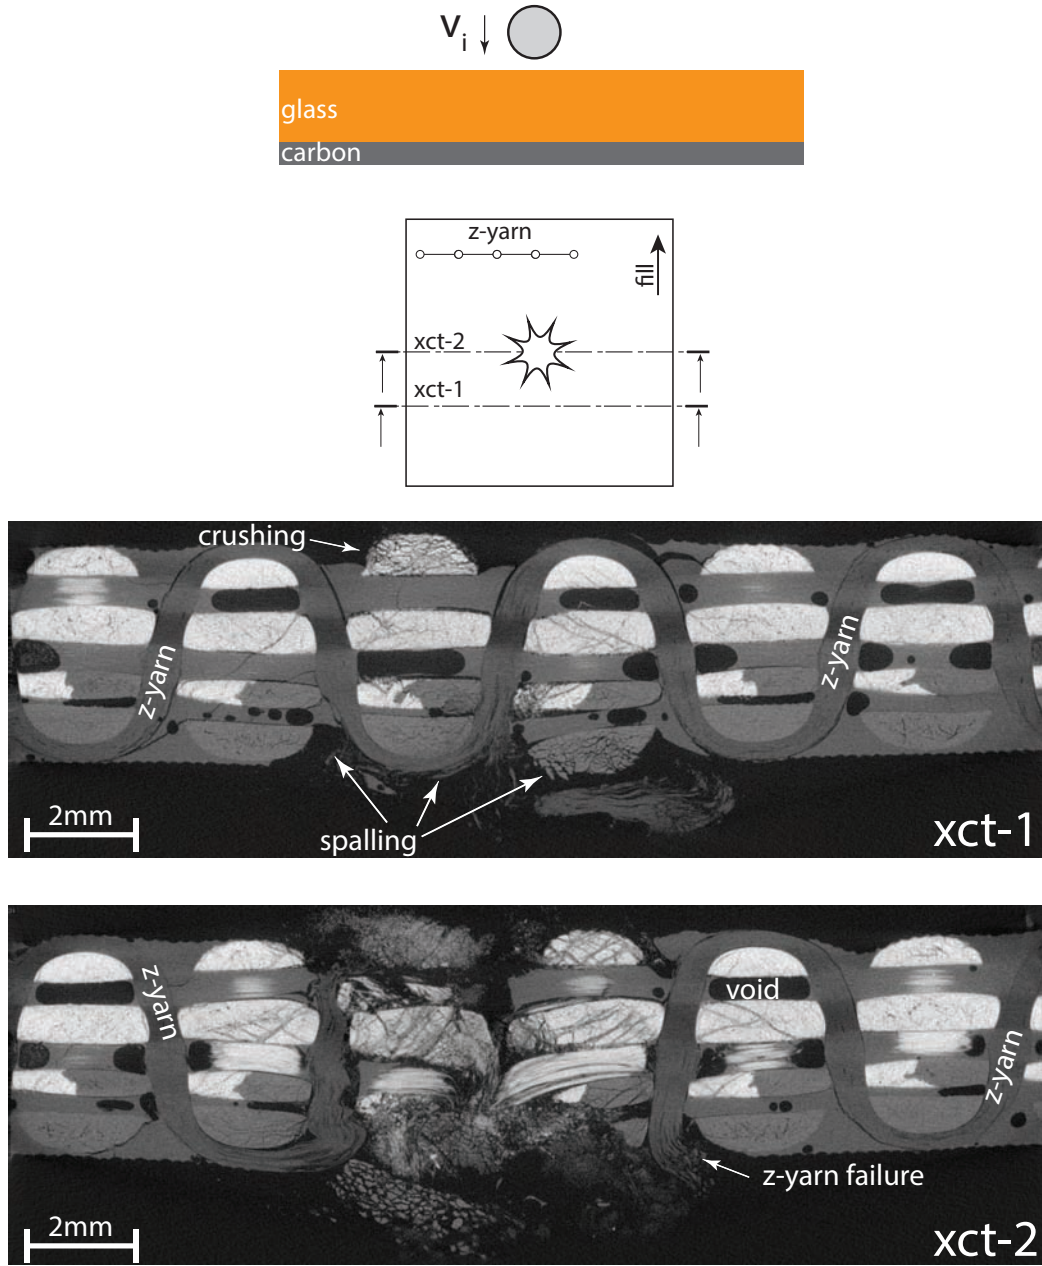 Vi
glass
carbon
z-yarn
fill
xct-2
xct-1
crushing
z-yarn
z-yarn
spalling
2mm
xct-1
z-yarn
void
z-yarn
z-yarn failure
2mm
xct-2